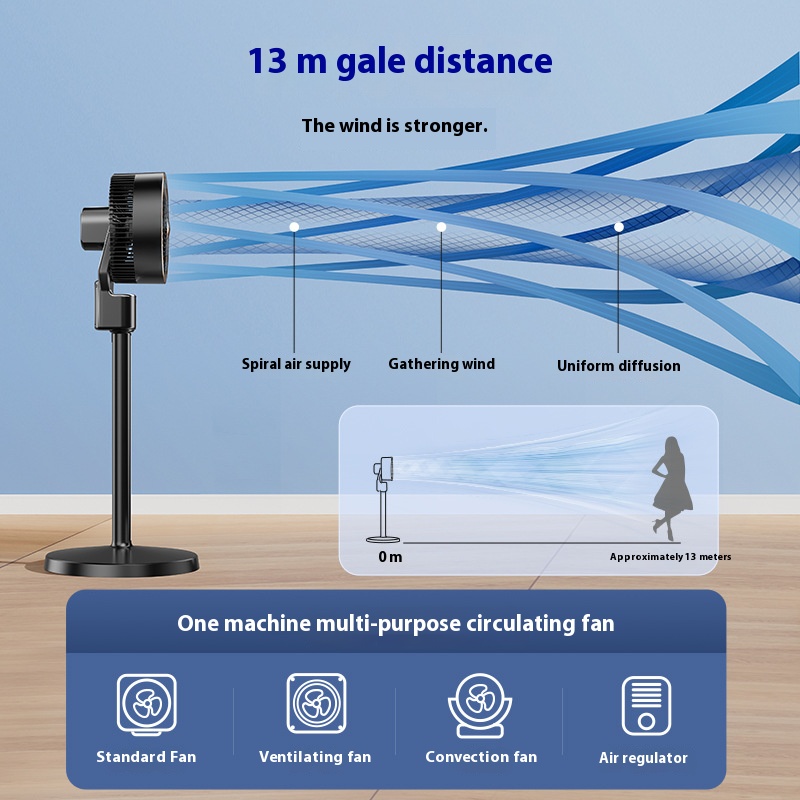 13 m gale distance
The wind is stronger.
Spiral air supply
Gathering wind
Uniform diffusion
0 m
Approximately 13 meters
One machine multi-purpose circulating fan
Standard Fan
Ventilating fan
Convection fan
Air regulator